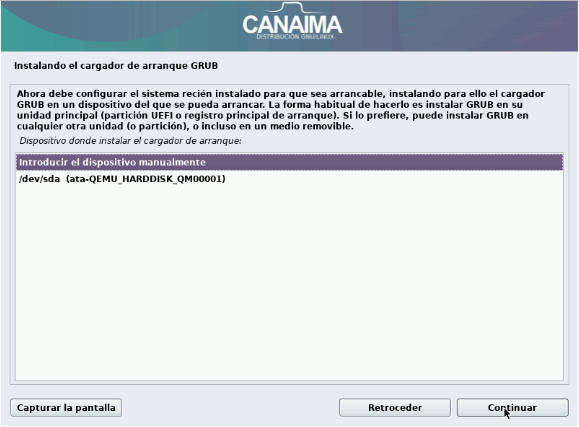 CANAIMA
DISTRIBUCIÓN GNU/LINUX
Instalando el cargador de arranque GRUB
Ahora debe configurar el sistema recién instalado para que sea arrancable, instalando para ello el cargador
GRUB en un dispositivo del que se pueda arrancar. La forma habitual de hacerlo es instalar GRUB en su
unidad principal (partición UEFI o registro principal de arranque). Si lo prefiere, puede instalar GRUB en
cualquier otra unidad (o partición), o incluso en un medio removible.
Dispositivo donde instalar el cargador de arranque:
Introducir el dispositivo manualmente
/dev/sda (ata-QEMU_HARDDISK_QM00001)
Capturar la pantalla
Retroceder
Continuar